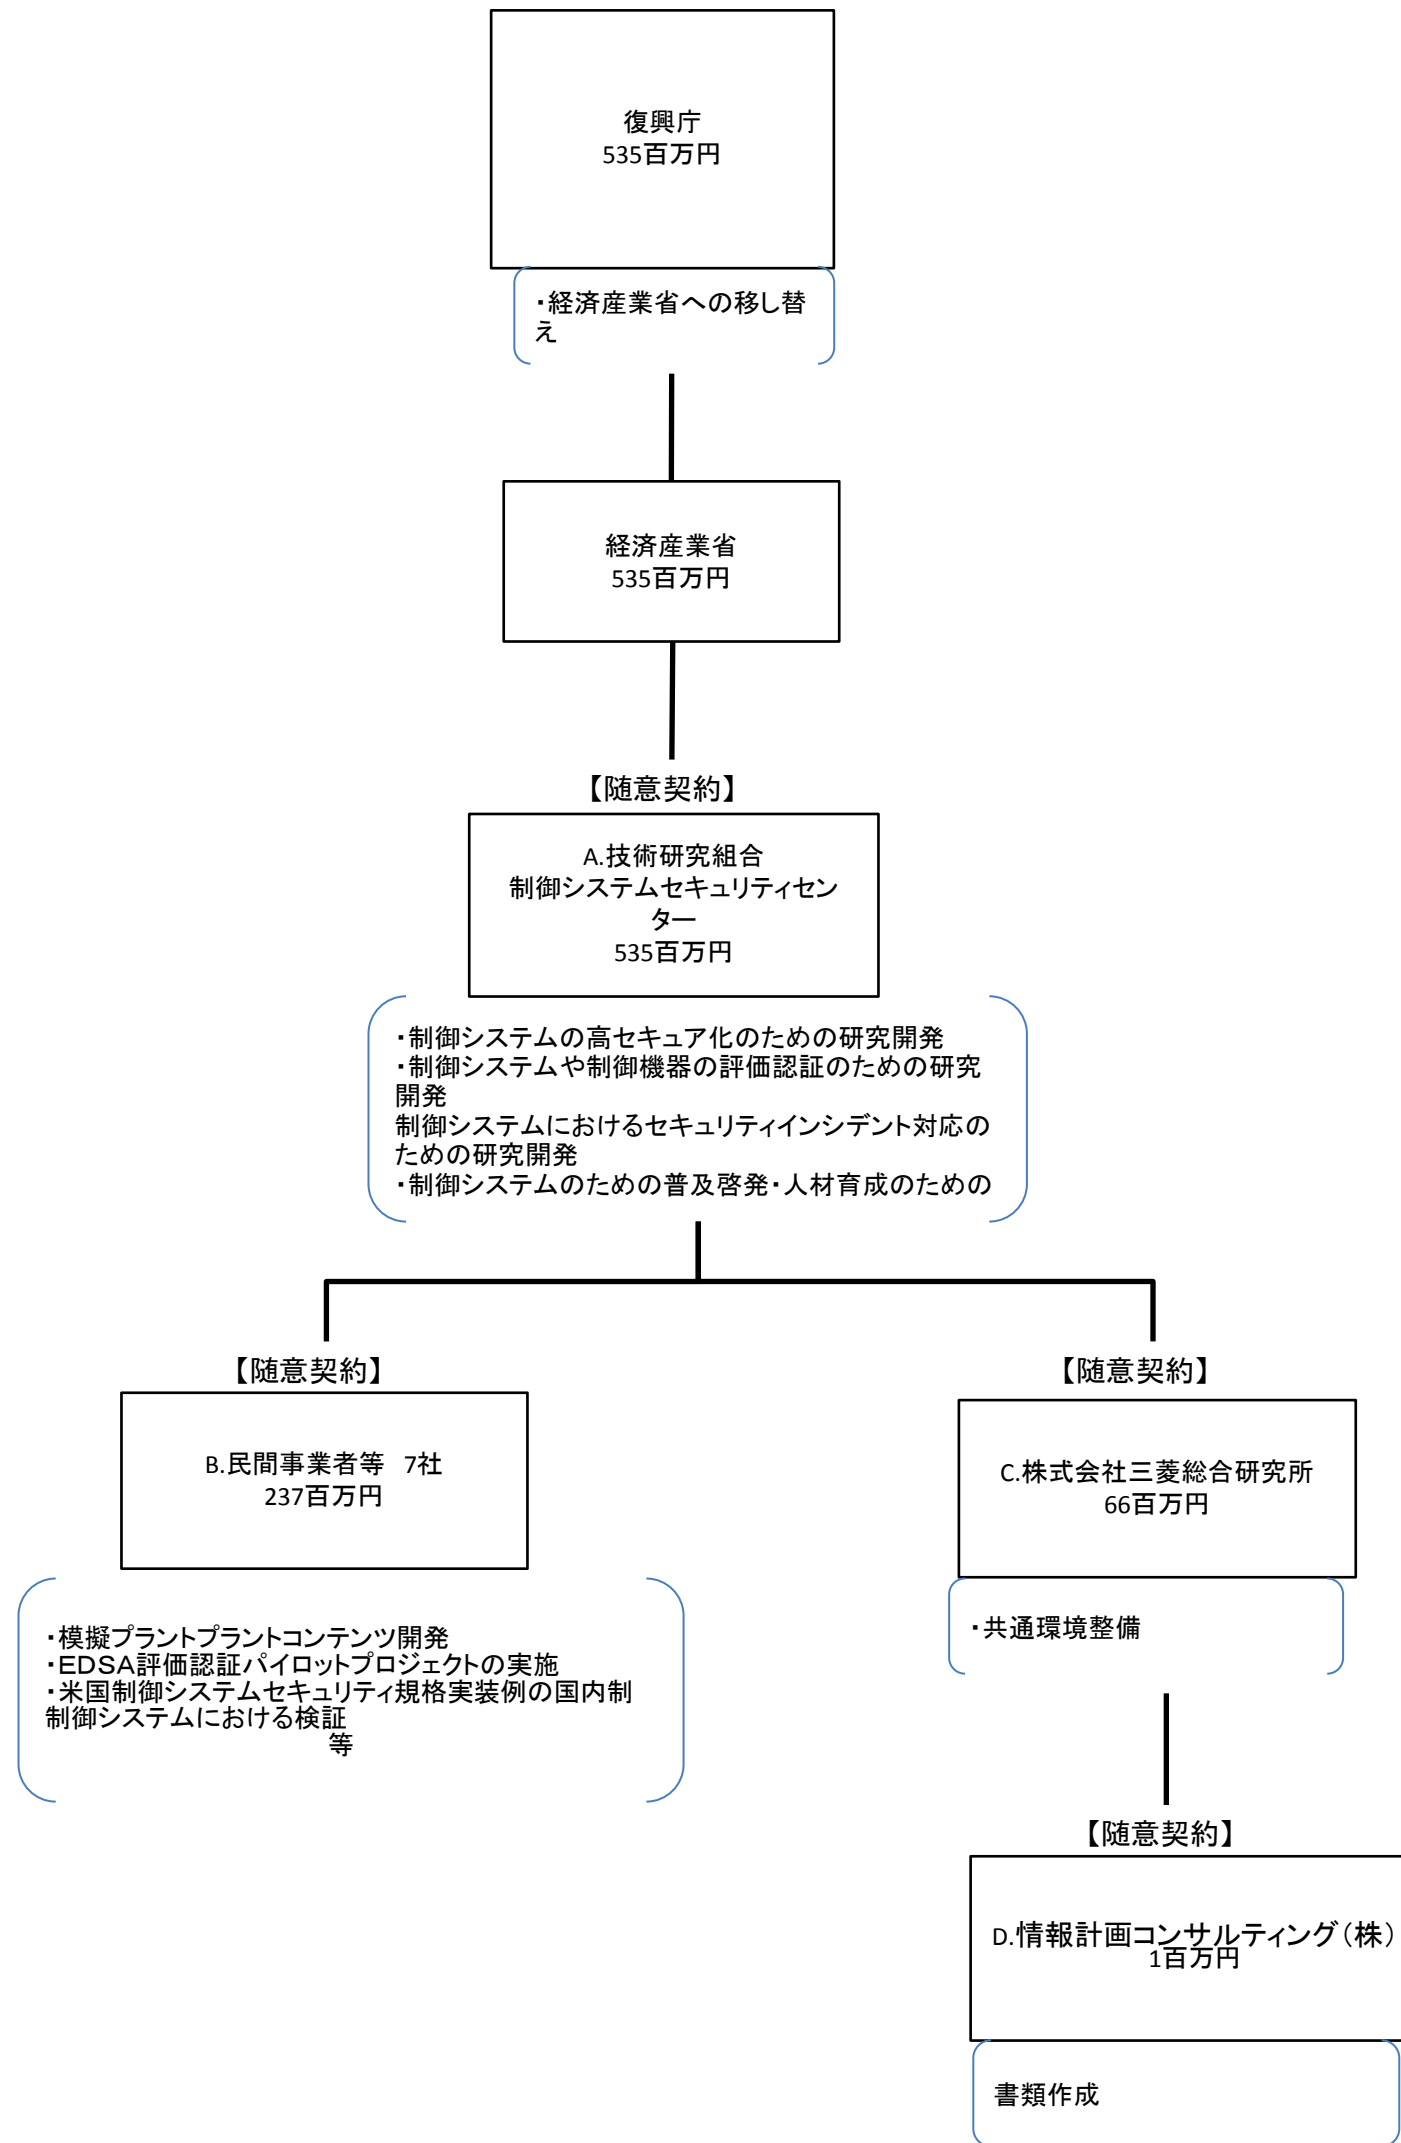 復興庁
535百万円
・経済産業省への移し替
え
経済産業省
535百万円
【随意契約】
A.技術研究組合
制御システムセキュリティセン
ター
535百万円
・制御システムの高セキュア化のための研究開発
・制御システムや制御機器の評価認証のための研究
開発
制御システムにおけるセキュリティインシデント対応の
ための研究開発
・制御システムのための普及啓発・人材育成のための
【随意契約】
B.民間事業者等　7社
237百万円
・模擬プラントプラントコンテンツ開発
・EDSA評価認証パイロットプロジェクトの実施
・米国制御システムセキュリティ規格実装例の国内制
制御システムにおける検証
等
【随意契約】
C.株式会社三菱総合研究所
66百万円
・共通環境整備
【随意契約】
D.情報計画コンサルティング（株）
1百万円
書類作成